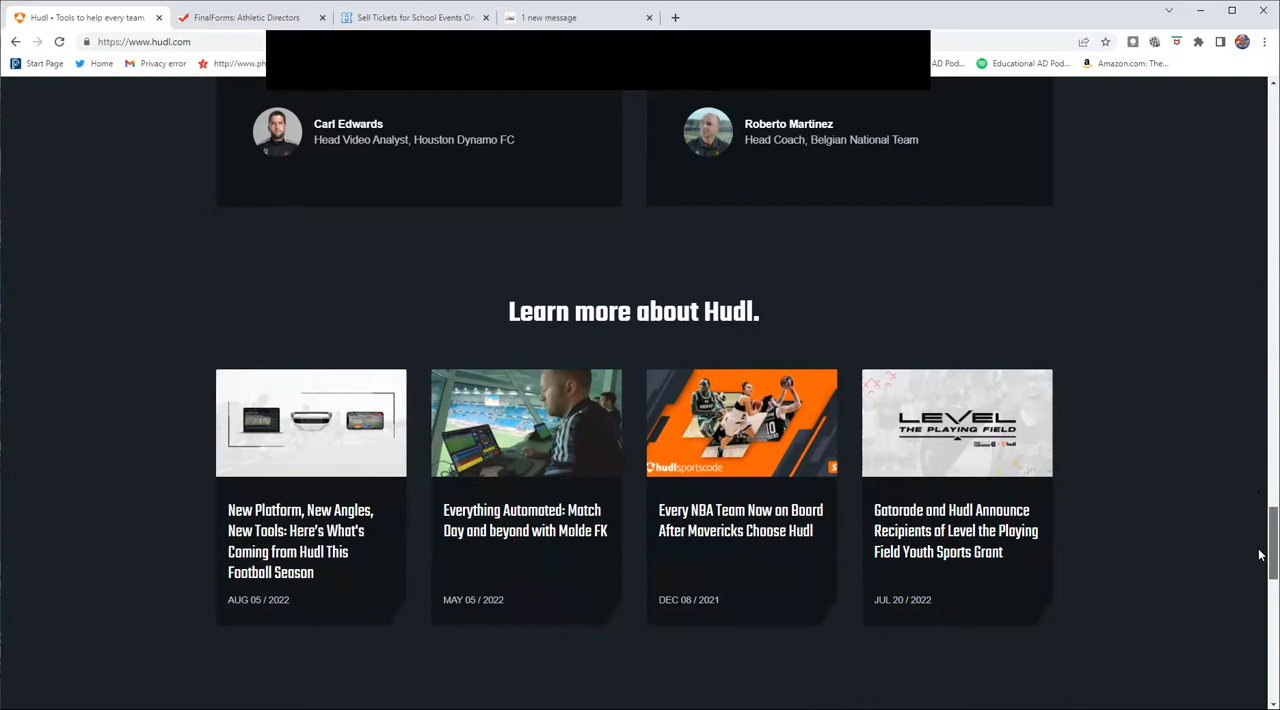 Hudl • Tools to help every team
FinalForms: Athletic Directors
Sell Tickets for School Events On
1 new message
https://www.hudl.com
Start Page
Home
Privacy error
http://www.ph
AD Pod...
Educational AD Pod...
Amazon.com: The...
Carl Edwards
Head Video Analyst, Houston Dynamo FC
Roberto Martinez
Head Coach, Belgian National Team
Learn more about Hudl.
hudl sportscode
LEVEL
THE PLAYING FIELD
hudl
New Platform, New Angles,
New Tools: Here's What's
Coming from Hudl This
Football Season
AUG 05 / 2022
Everything Automated: Match
Day and beyond with Molde FK
MAY 05 / 2022
Every NBA Team Now on Board
After Mavericks Choose Hudl
DEC 08 / 2021
Gatorade and Hudl Announce
Recipients of Level the Playing
Field Youth Sports Grant
JUL 20 / 2022